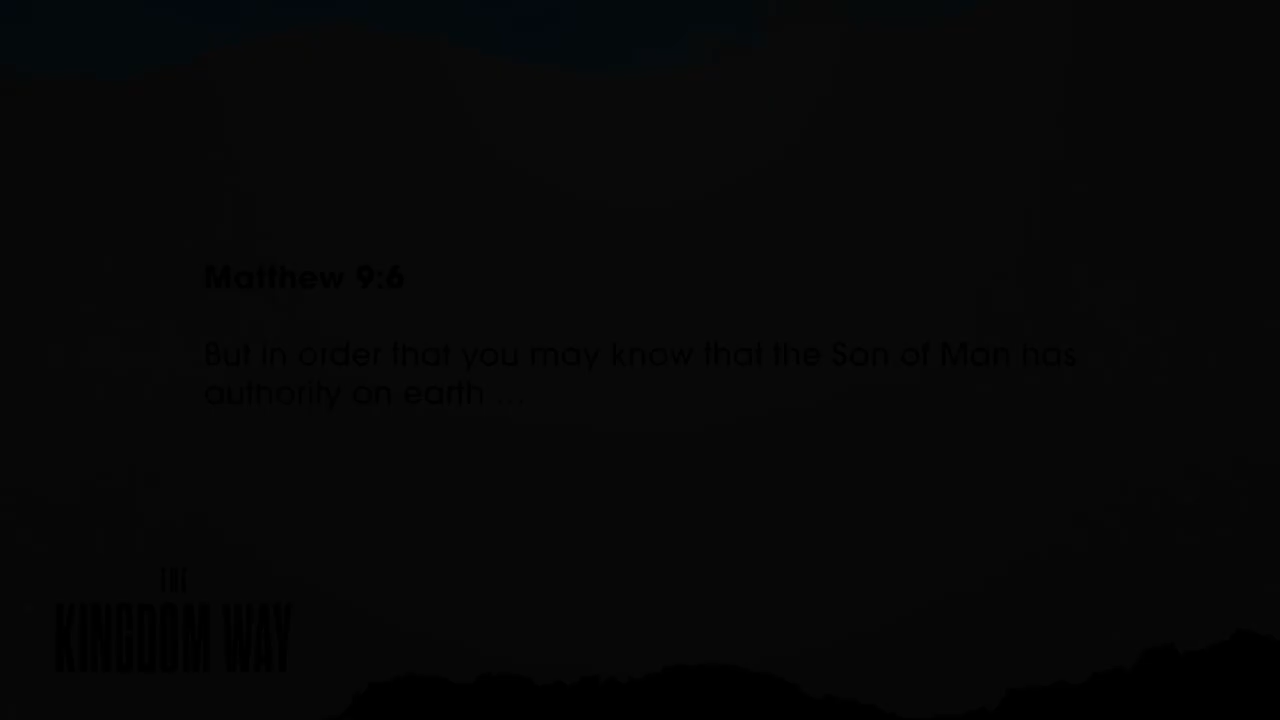 Matthew 9:6
But in order that you may know that the Son of Man has
authority on earth ...
THE
KINGDOM WAY